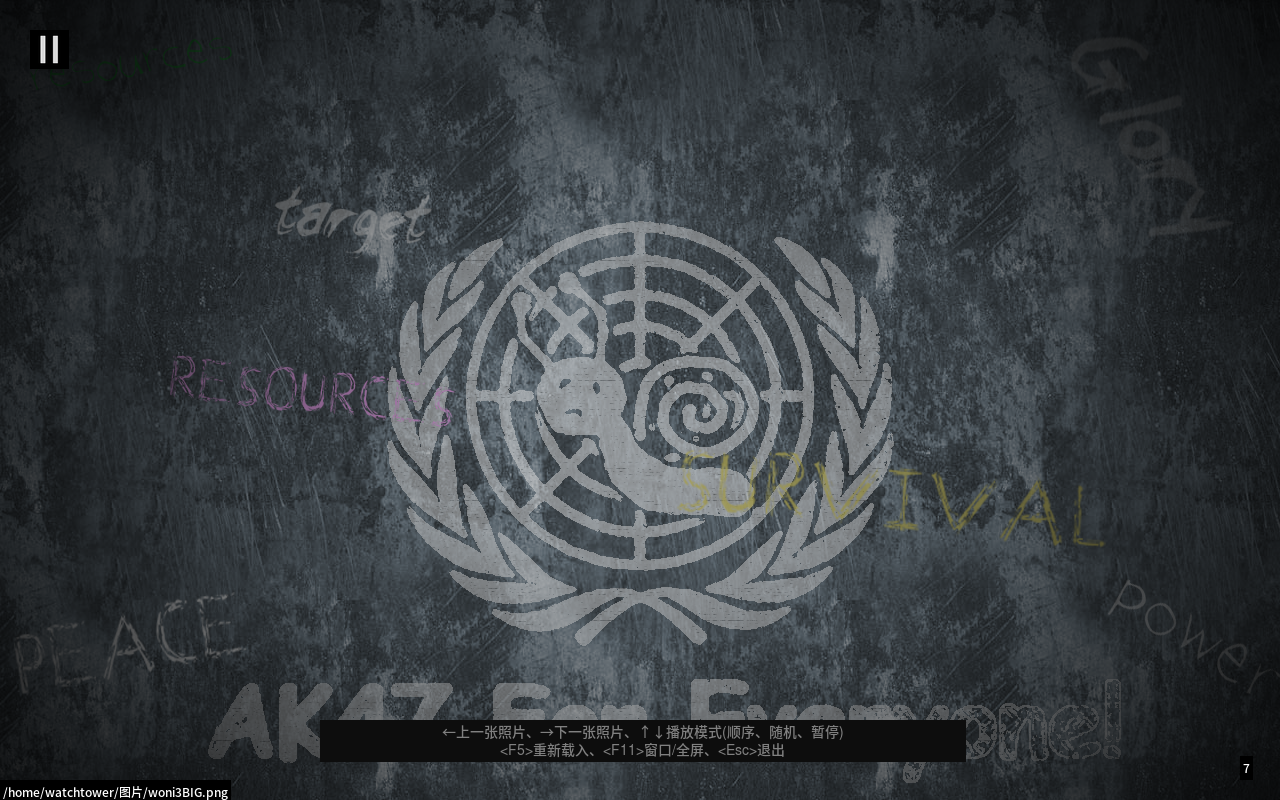 Glory
target
RESOURCES
SURVIVAL
Power
PEACE
AK47 For Everyone!
←上一张照片、→下一张照片、↑↓播放模式(顺序、随机、暂停)
<F5>重新载入、<F11>窗口/全屏、<Esc>退出
7
/home/watchtower/图片/woni3BIG.png